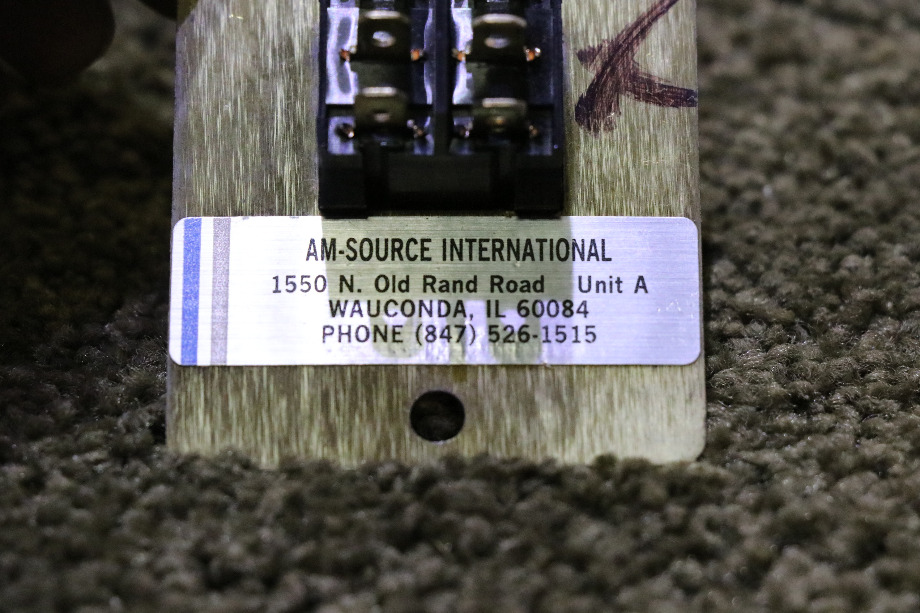 AM-SOURCE INTERNATIONAL
1550 N. Old Rand Road Unit A
WAUCONDA, IL 60084
PHONE (847) 526-1515